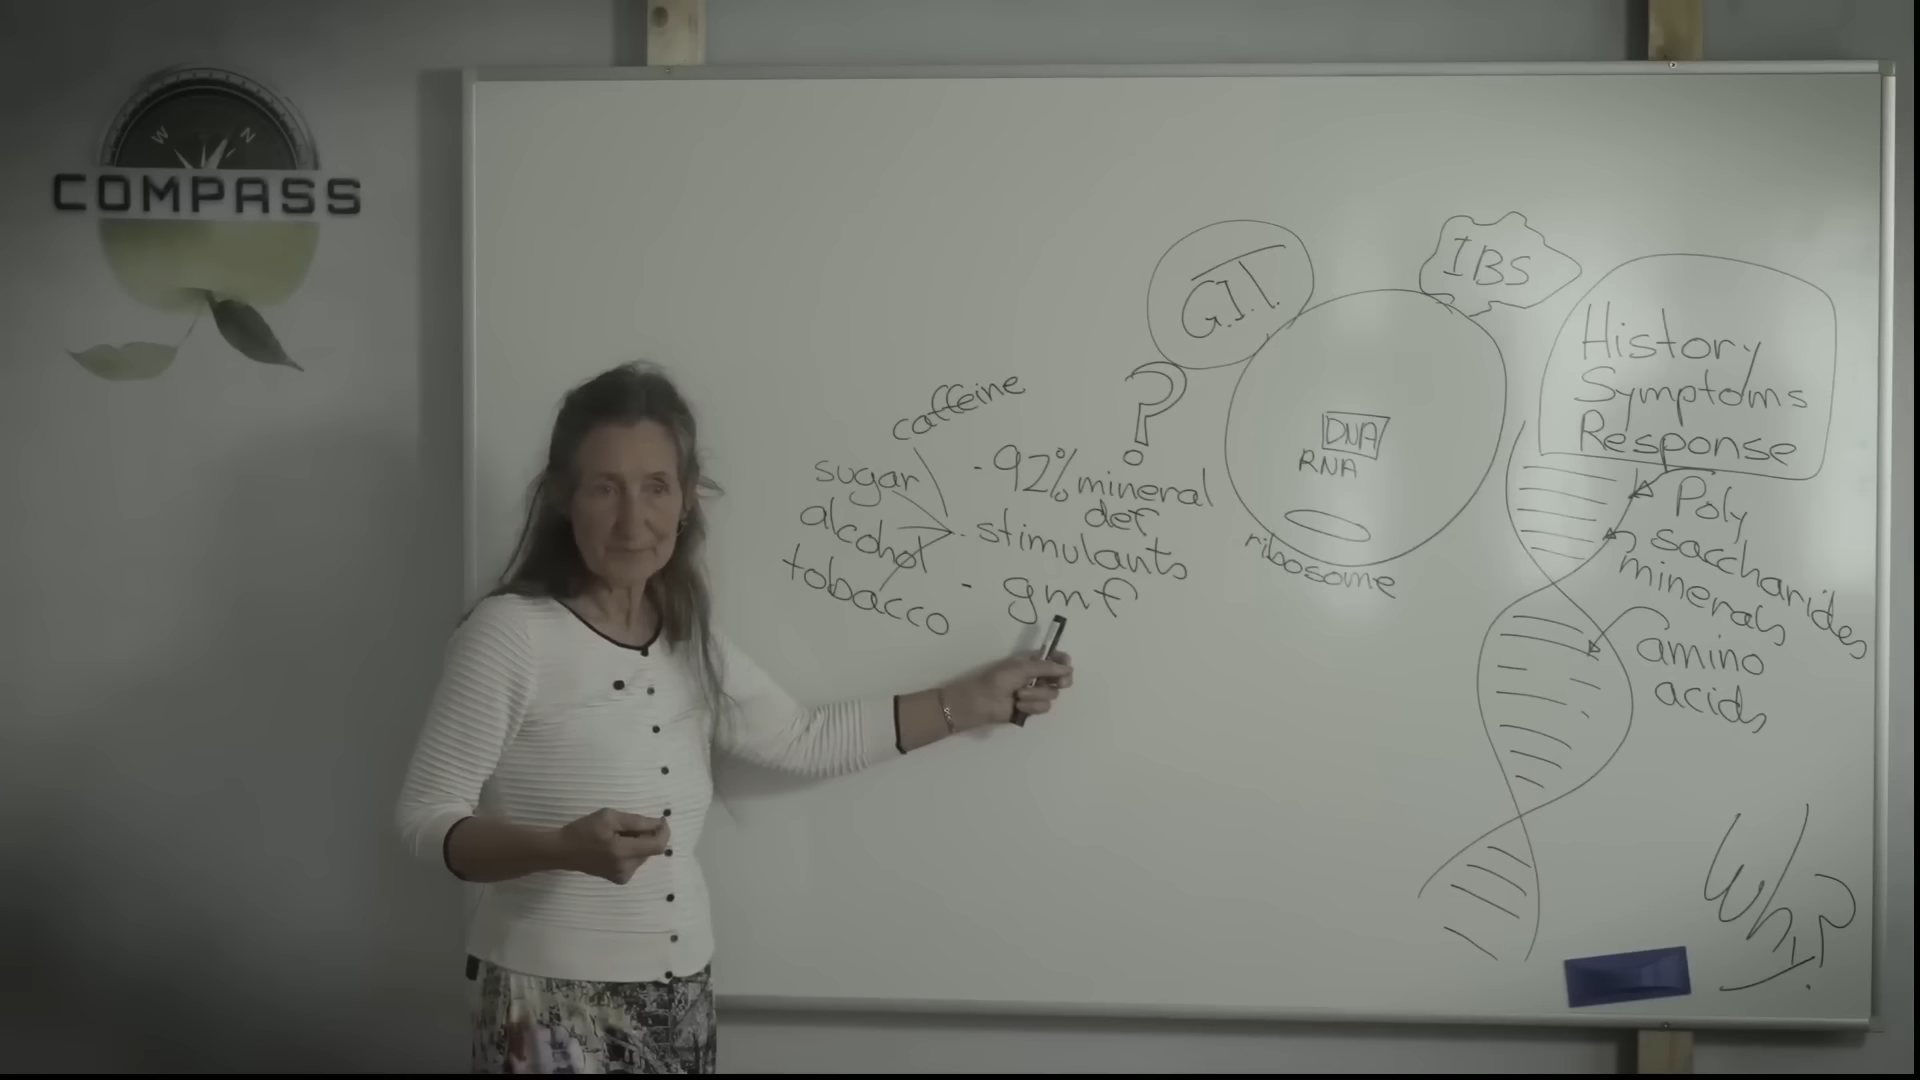 W N
COMPASS
G.I.T.
IBS
History
Symptoms
Response
caffeine
sugar
alcohol
tobacco
?
- 92% mineral
def
- stimulants
- gmf
DNA
RNA
ribosome
Poly
saccharides
minerals
amino
acids
Why?